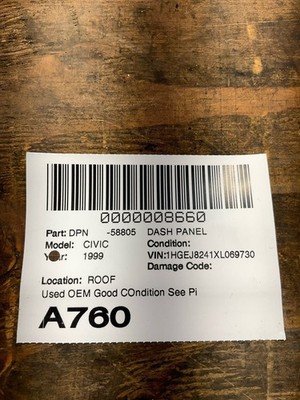 0000008660
Part: DPN -58805 DASH PANEL
Model: CIVIC Condition:
Year: 1999 VIN:1HGEJ8241XL069730
Damage Code:
Location: ROOF
Used OEM Good COndition See Pi
A760